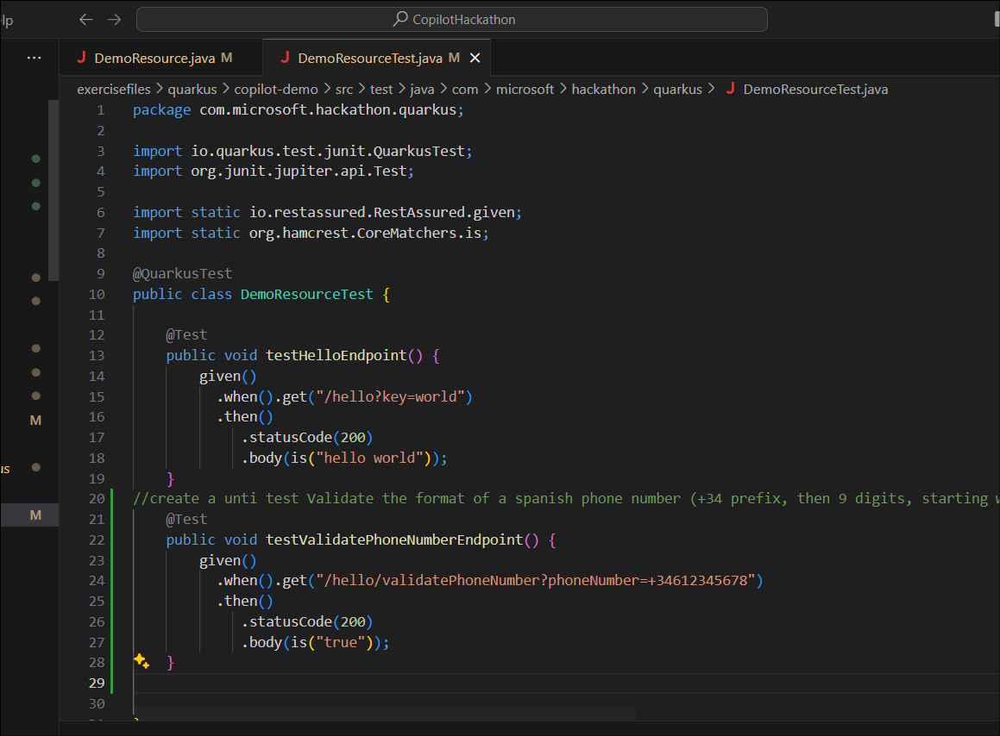 lp
CopilotHackathon
J DemoResource.java M
J DemoResourceTest.java M
exercisefiles > quarkus > copilot-demo > src > test > java > com > microsoft > hackathon > quarkus > J DemoResourceTest.java
1 package com.microsoft.hackathon.quarkus;
2
3 import io.quarkus.test.junit.QuarkusTest;
4 import org.junit.jupiter.api.Test;
5
6 import static io.restassured.RestAssured.given;
7 import static org.hamcrest.CoreMatchers.is;
8
9 @QuarkusTest
10 public class DemoResourceTest {
11
12 @Test
13 public void testHelloEndpoint() {
14 given()
15 .when().get("/hello?key=world")
16 .then()
17 .statusCode(200)
18 .body(is("hello world"));
19 }
20 //create a unti test Validate the format of a spanish phone number (+34 prefix, then 9 digits, starting w
21 @Test
22 public void testValidatePhoneNumberEndpoint() {
23 given()
24 .when().get("/hello/validatePhoneNumber?phoneNumber=+34612345678")
25 .then()
26 .statusCode(200)
27 .body(is("true"));
28 }
29
30
M
us
M